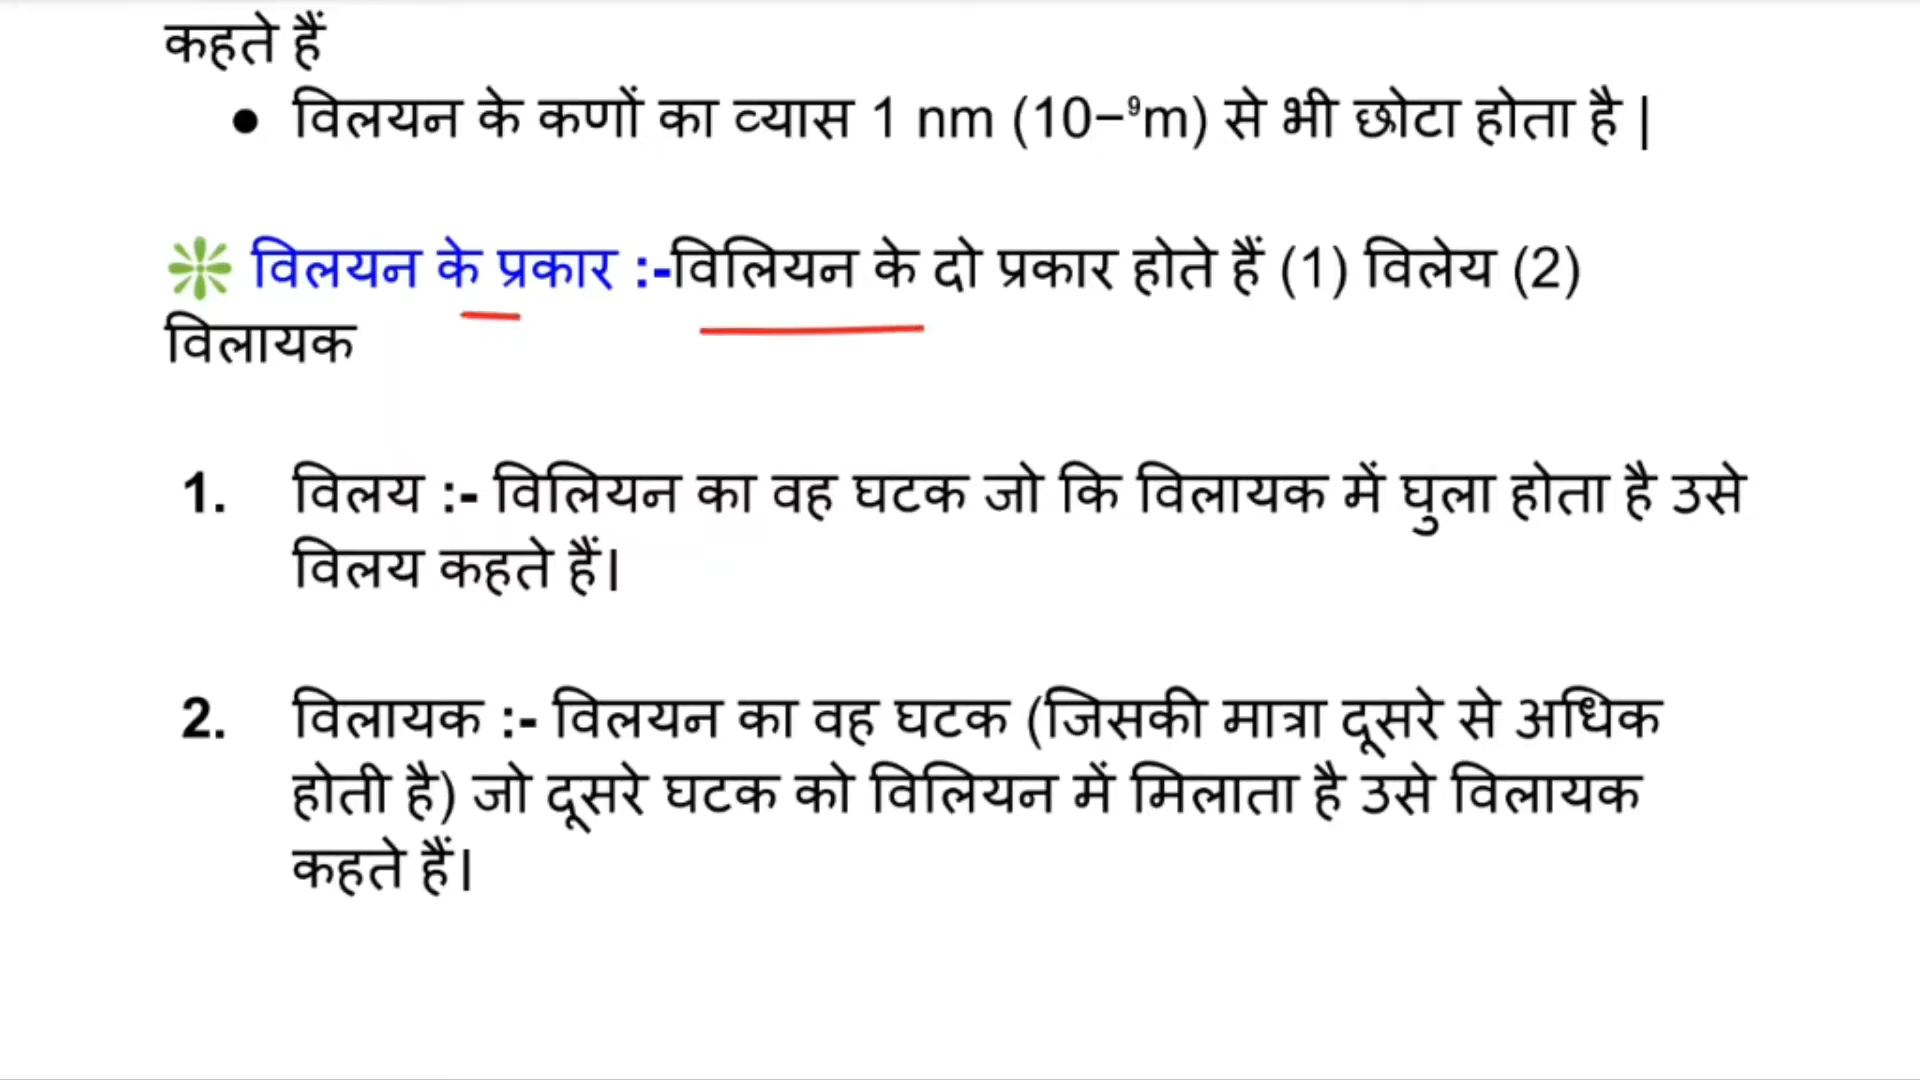 कहते हैं
● विलयन के कणों का व्यास 1 nm (10−⁹m) से भी छोटा होता है |
विलयन के प्रकार :-विलियन के दो प्रकार होते हैं (1) विलेय (2)
विलायक
1. विलय :- विलियन का वह घटक जो कि विलायक में घुला होता है उसे
विलय कहते हैं।
2. विलायक :- विलयन का वह घटक (जिसकी मात्रा दूसरे से अधिक
होती है) जो दूसरे घटक को विलियन में मिलाता है उसे विलायक
कहते हैं।